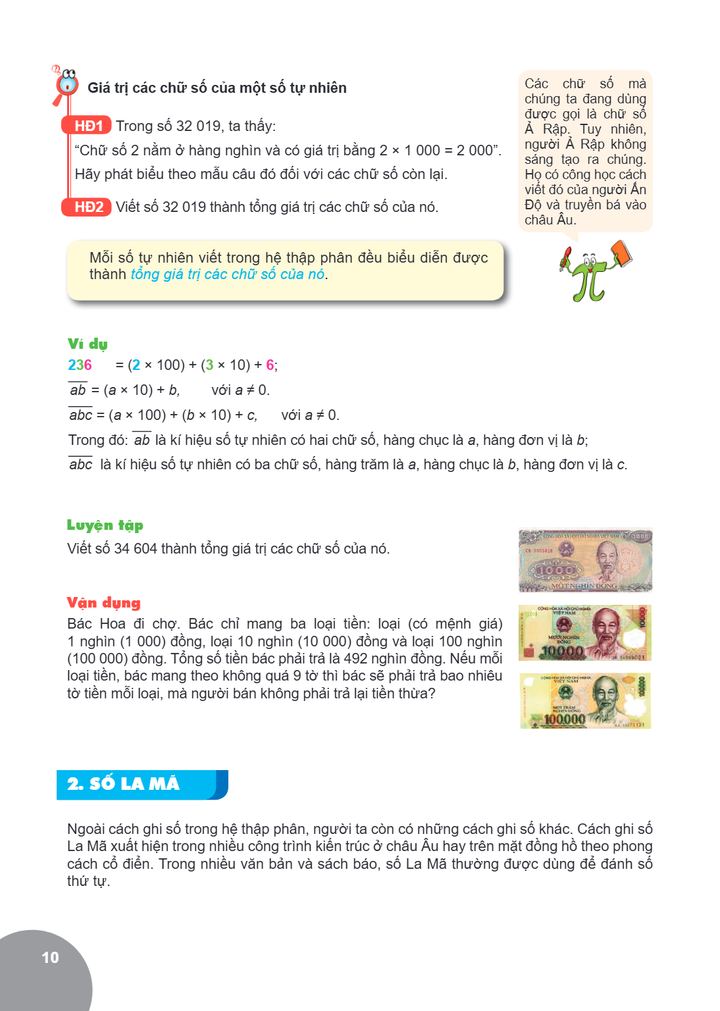 Giá trị các chữ số của một số tự nhiên
HĐ1 Trong số 32 019, ta thấy:
“Chữ số 2 nằm ở hàng nghìn và có giá trị bằng 2 × 1 000 = 2 000”.
Hãy phát biểu theo mẫu câu đó đối với các chữ số còn lại.
HĐ2 Viết số 32 019 thành tổng giá trị các chữ số của nó.
Các chữ số mà
chúng ta đang dùng
được gọi là chữ số
Ả Rập. Tuy nhiên,
người Ả Rập không
sáng tạo ra chúng.
Họ có công học cách
viết đó của người Ấn
Độ và truyền bá vào
châu Âu.
Mỗi số tự nhiên viết trong hệ thập phân đều biểu diễn được
thành tổng giá trị các chữ số của nó.
Ví dụ
236 = (2 × 100) + (3 × 10) + 6;
a͞b = (a × 10) + b, với a ≠ 0.
a͞b͞c = (a × 100) + (b × 10) + c, với a ≠ 0.
Trong đó: a͞b là kí hiệu số tự nhiên có hai chữ số, hàng chục là a, hàng đơn vị là b;
a͞b͞c là kí hiệu số tự nhiên có ba chữ số, hàng trăm là a, hàng chục là b, hàng đơn vị là c.
Luyện tập
Viết số 34 604 thành tổng giá trị các chữ số của nó.
Vận dụng
Bác Hoa đi chợ. Bác chỉ mang ba loại tiền: loại (có mệnh giá)
1 nghìn (1 000) đồng, loại 10 nghìn (10 000) đồng và loại 100 nghìn
(100 000) đồng. Tổng số tiền bác phải trả là 492 nghìn đồng. Nếu mỗi
loại tiền, bác mang theo không quá 9 tờ thì bác sẽ phải trả bao nhiêu
tờ tiền mỗi loại, mà người bán không phải trả lại tiền thừa?
1000
MỘT NGHÌN ĐỒNG
VIỆT NAM
MƯỜI NGHÌN
ĐỒNG
10000
VIỆT NAM
MỘT TRĂM
NGHÌN ĐỒNG
100000
2. SỐ LA MÃ
Ngoài cách ghi số trong hệ thập phân, người ta còn có những cách ghi số khác. Cách ghi số
La Mã xuất hiện trong nhiều công trình kiến trúc ở châu Âu hay trên mặt đồng hồ theo phong
cách cổ điển. Trong nhiều văn bản và sách báo, số La Mã thường được dùng để đánh số
thứ tự.
10